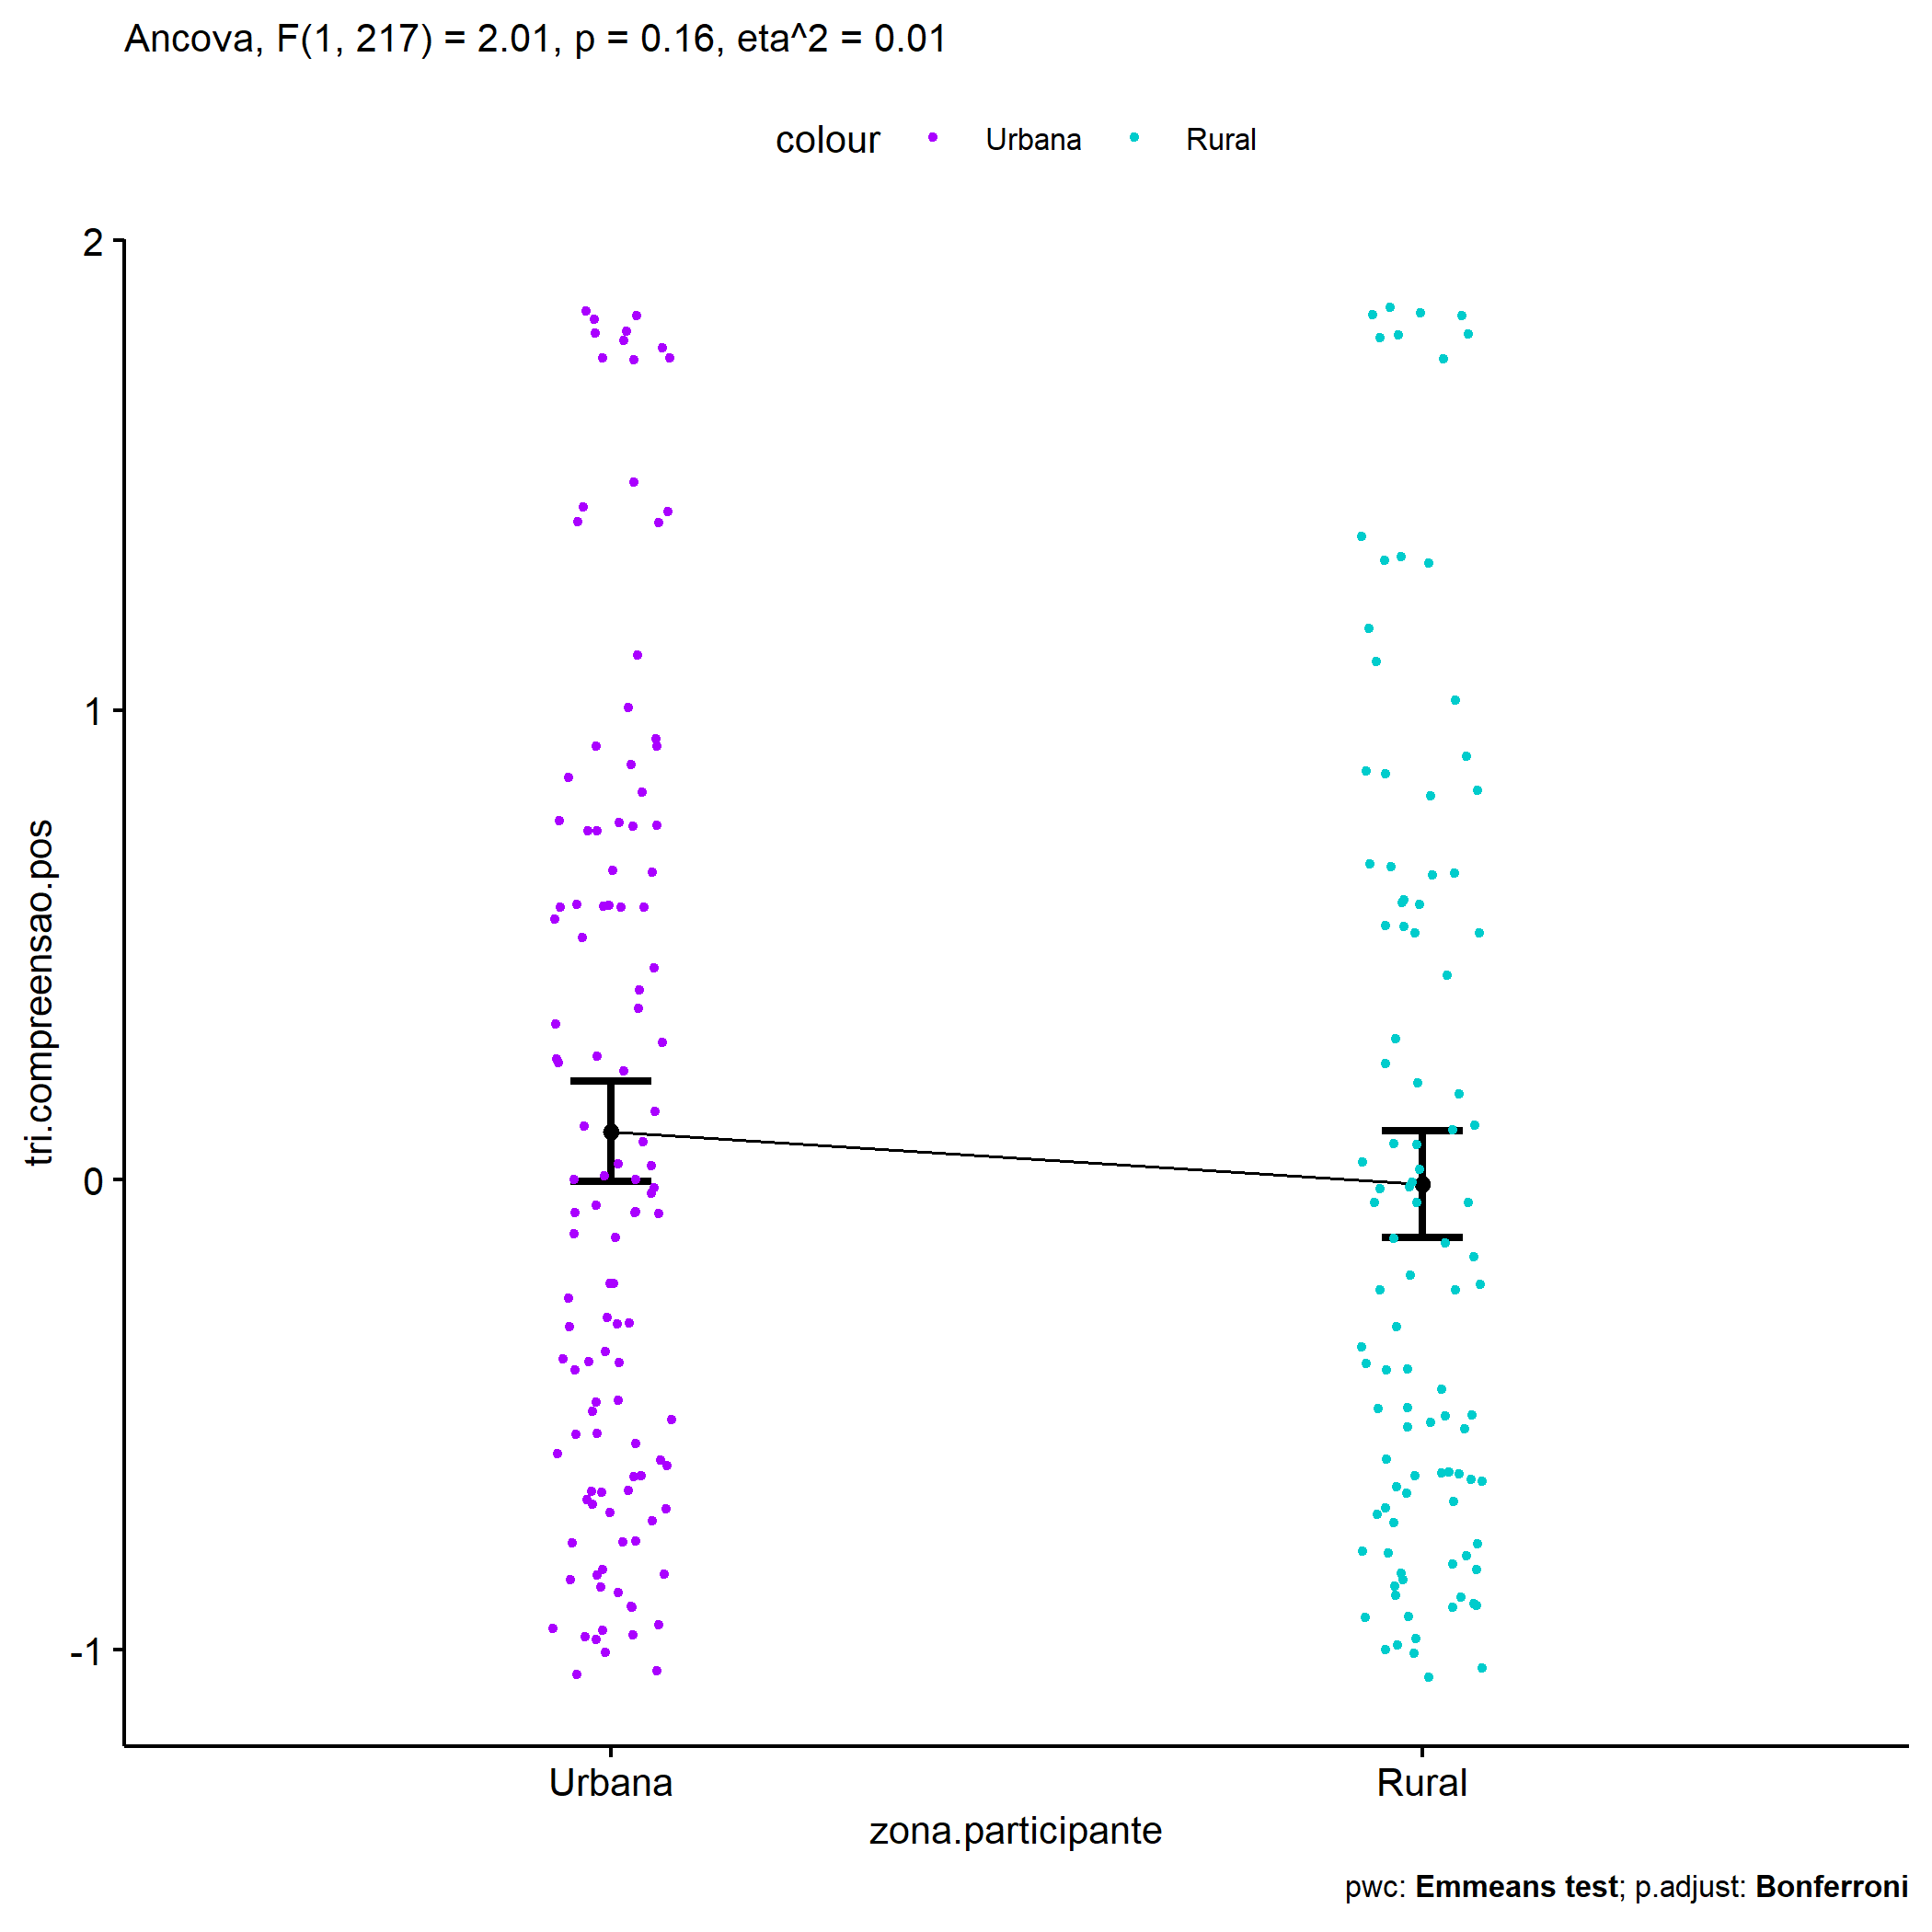 Ancova, F(1, 217) = 2.01, p = 0.16, eta^2 = 0.01
colour Urbana Rural
2
1
0
-1
tri.compreensao.pos
Urbana Rural
zona.participante
pwc: Emmeans test; p.adjust: Bonferroni